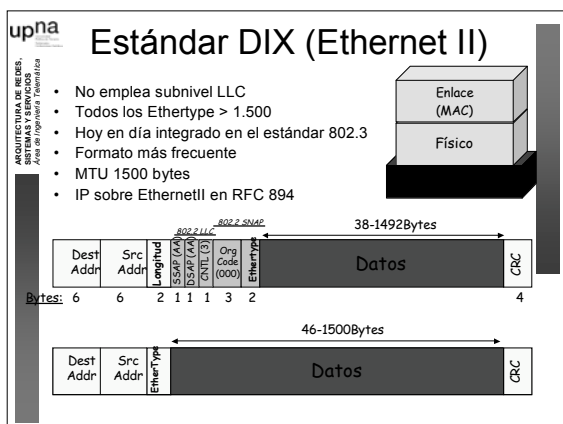 upna
Estándar DIX (Ethernet II)
ARQUITECTURA DE REDES,
SISTEMAS Y SERVICIOS
Área de Ingeniería Telemática
• No emplea subnivel LLC
• Todos los Ethertype > 1.500
• Hoy en día integrado en el estándar 802.3
• Formato más frecuente
• MTU 1500 bytes
• IP sobre EthernetII en RFC 894
Enlace
(MAC)
Físico
802.2 SNAP
802.2 LLC
38-1492Bytes
Dest
Addr
Src
Addr
Longitud
SSAP (AA)
DSAP (AA)
CNTL (3)
Org
Code
(000)
Ethertype
Datos
CRC
Bytes: 6 6 2 1 1 1 3 2 4
46-1500Bytes
Dest
Addr
Src
Addr
EtherType
Datos
CRC